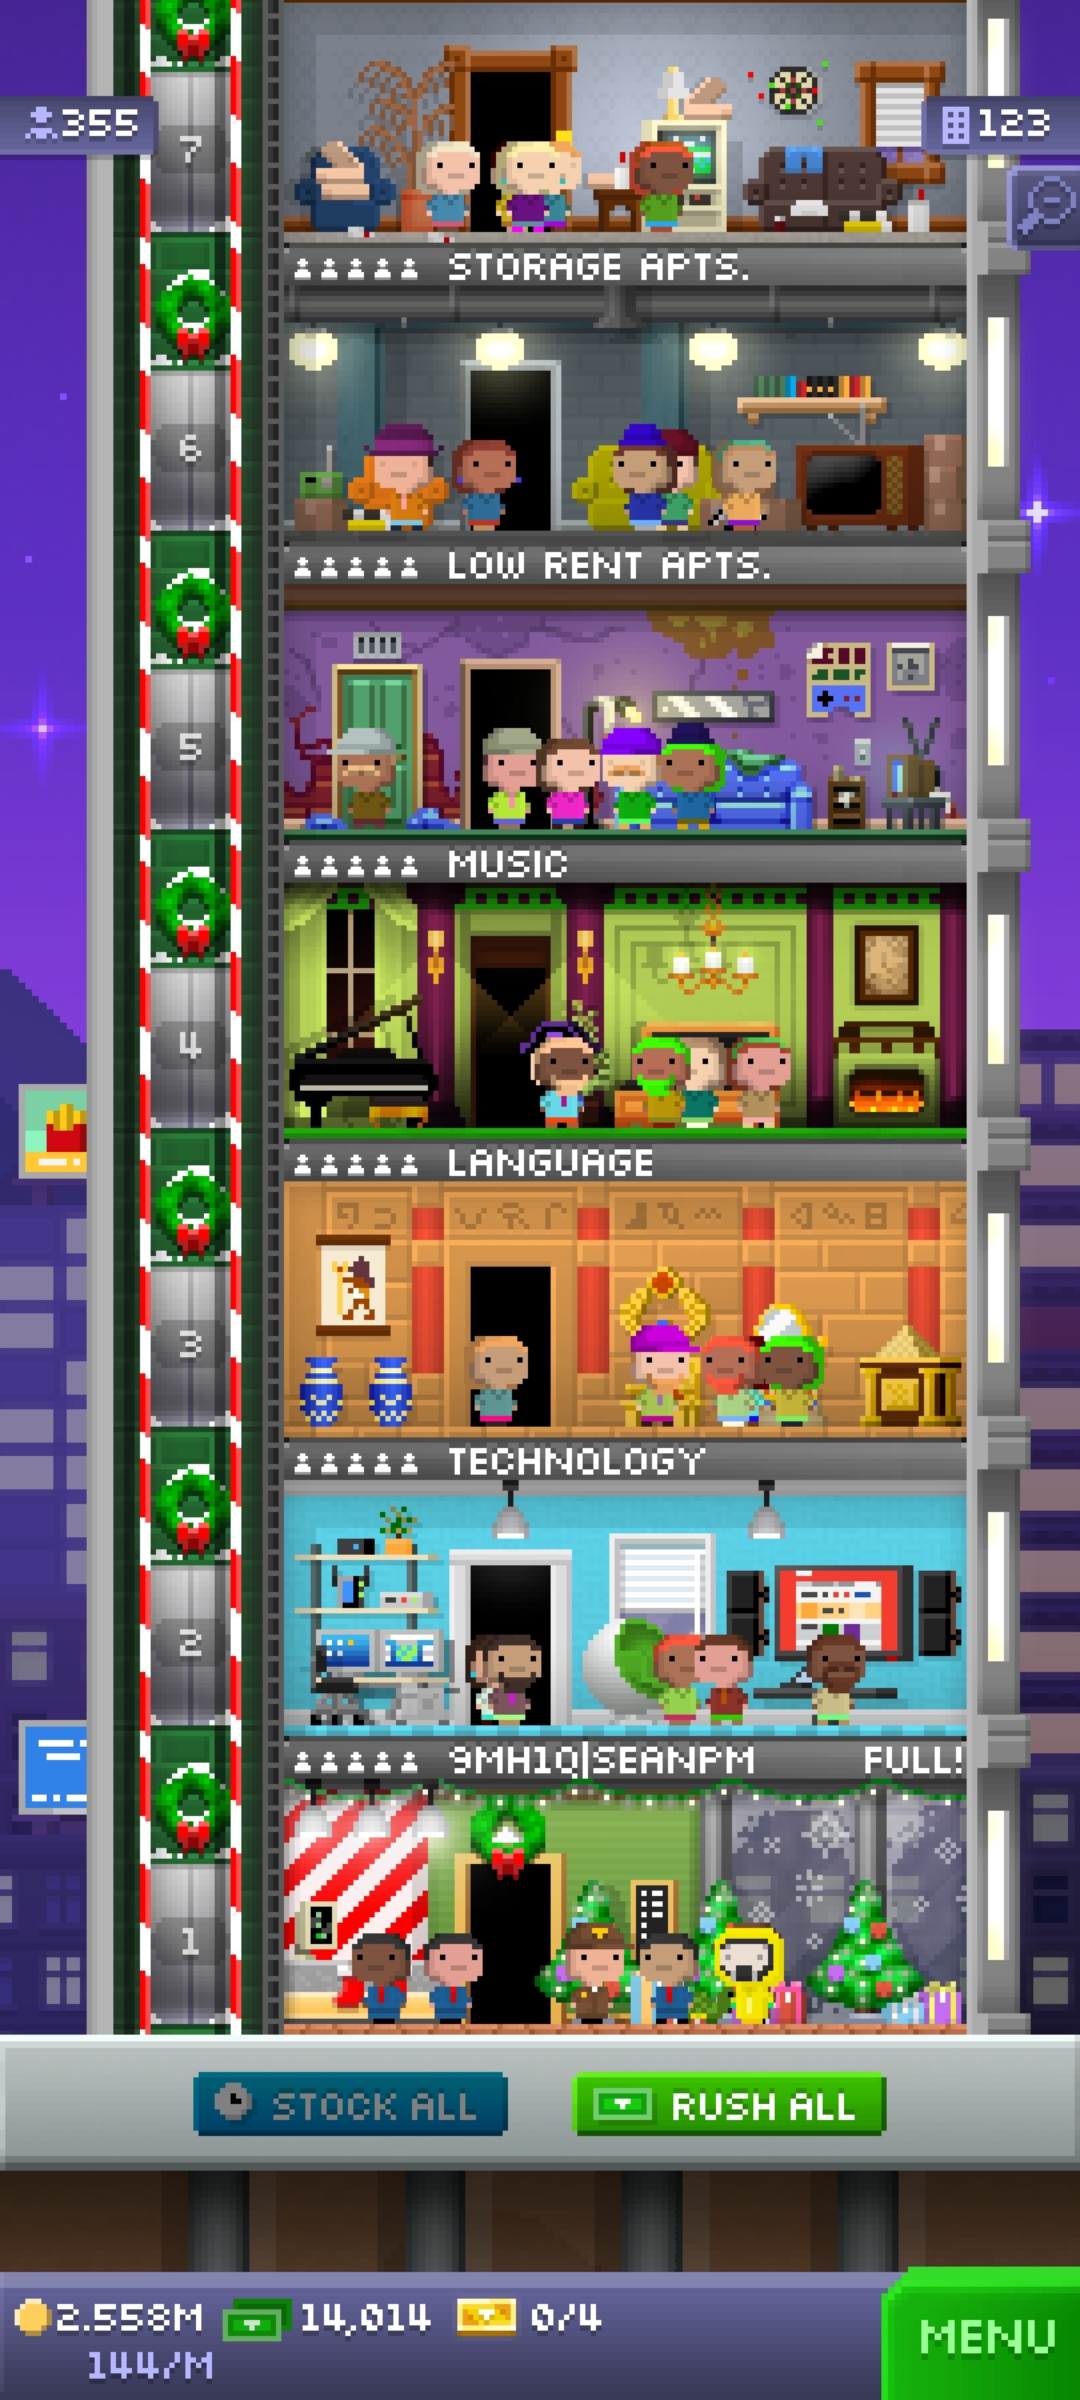 355
123
7
STORAGE APTS.
6
LOW RENT APTS.
5
MUSIC
4
LANGUAGE
3
TECHNOLOGY
2
9MH1Q|SEANPM FULL!
1
STOCK ALL
RUSH ALL
2.558M 14,014 0/4
144/M
MENU